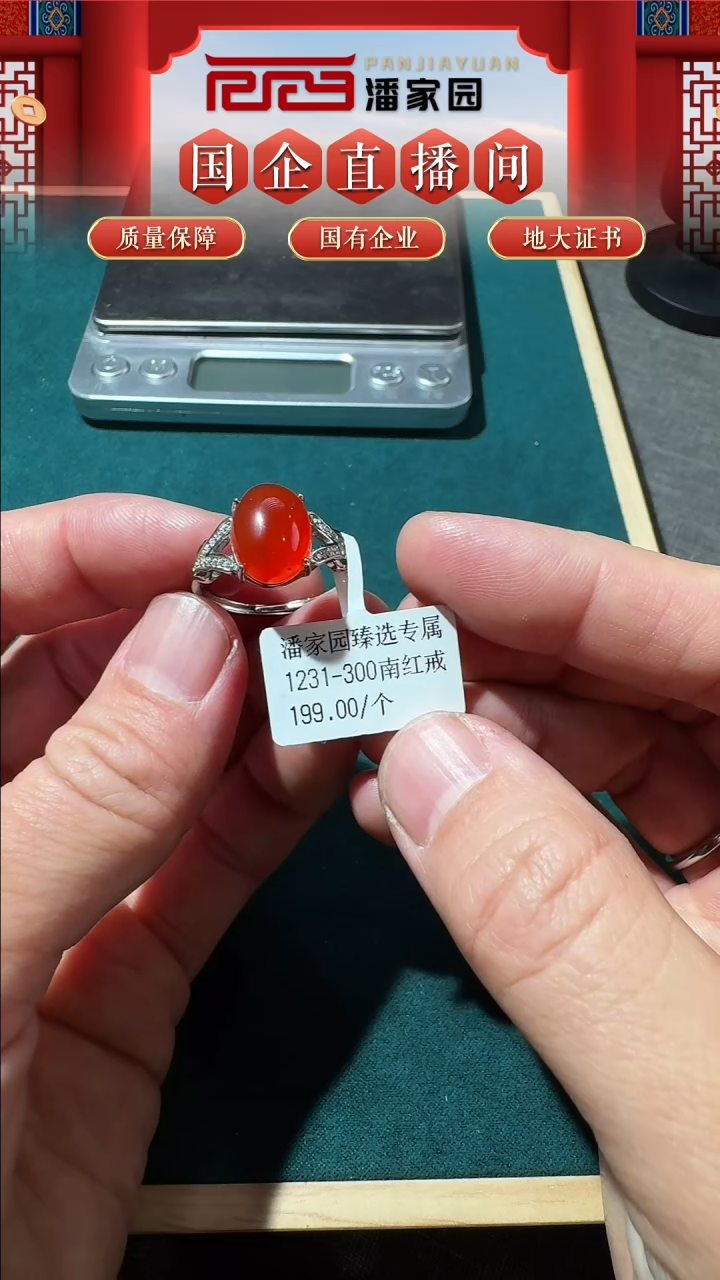 PANJIAYUAN
潘家园
国企直播间
质量保障 国有企业 地大证书
潘家园臻选专属
1231-300南红戒
199.00/个